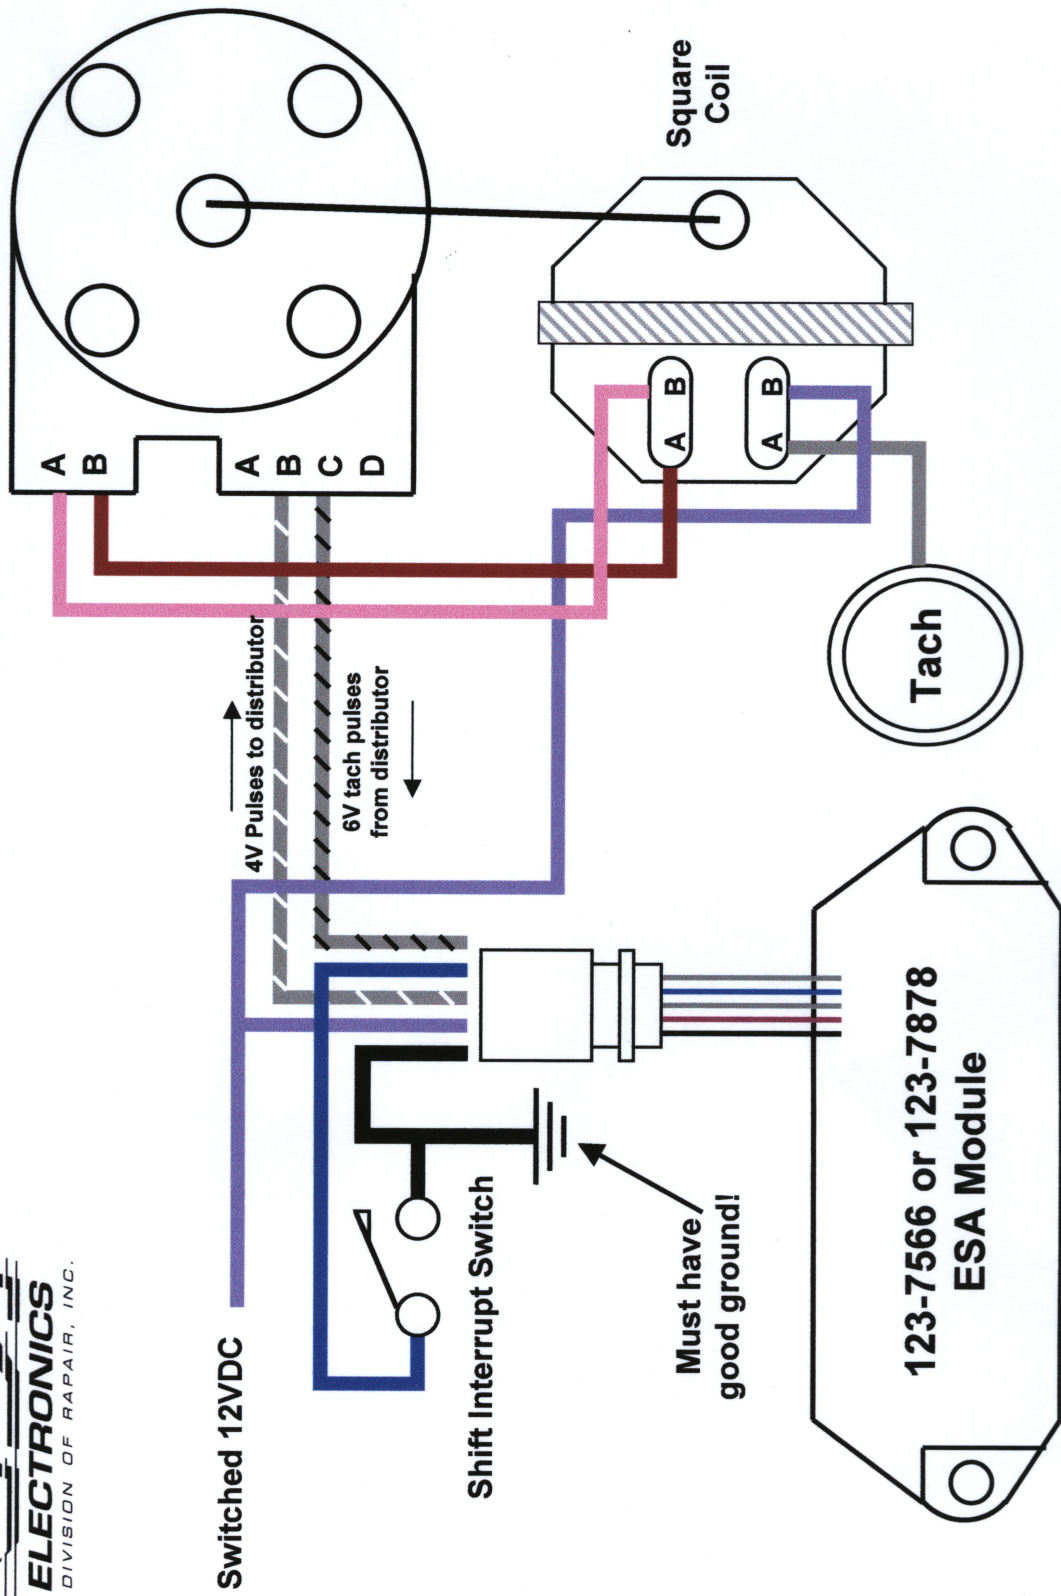 ELECTRONICS
DIVISION OF RAPAIR, INC.
Switched 12VDC
Shift Interrupt Switch
Must have
good ground!
123-7566 or 123-7878
ESA Module
4V Pulses to distributor
6V tach pulses
from distributor
Tach
A
B
A
B
C
D
A
B
A
B
Square
Coil